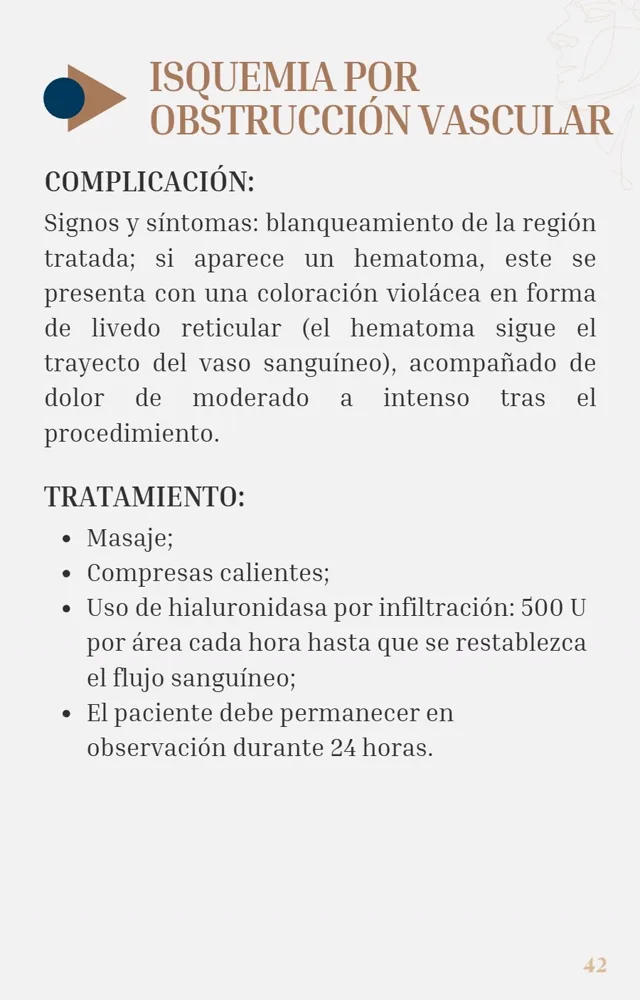 ISQUEMIA POR
OBSTRUCCIÓN VASCULAR
COMPLICACIÓN:
Signos y síntomas: blanqueamiento de la región
tratada; si aparece un hematoma, este se
presenta con una coloración violácea en forma
de livedo reticular (el hematoma sigue el
trayecto del vaso sanguíneo), acompañado de
dolor de moderado a intenso tras el
procedimiento.
TRATAMIENTO:
• Masaje;
• Compresas calientes;
• Uso de hialuronidasa por infiltración: 500 U
por área cada hora hasta que se restablezca
el flujo sanguíneo;
• El paciente debe permanecer en
observación durante 24 horas.
42